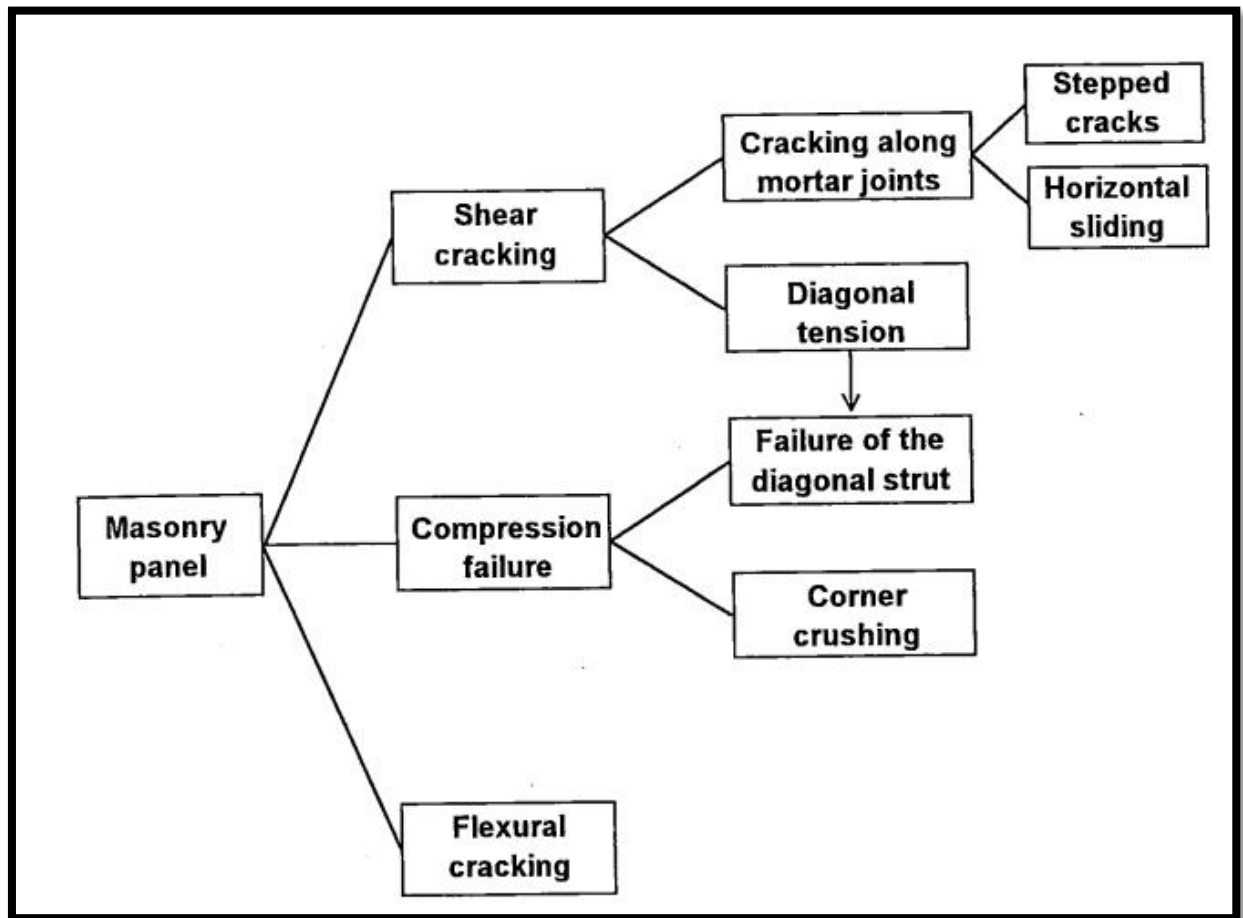 Stepped
cracks
Cracking along
mortar joints
Horizontal
sliding
Shear
cracking
Diagonal
tension
Failure of the
diagonal strut
Masonry
panel
Compression
failure
Corner
crushing
Flexural
cracking